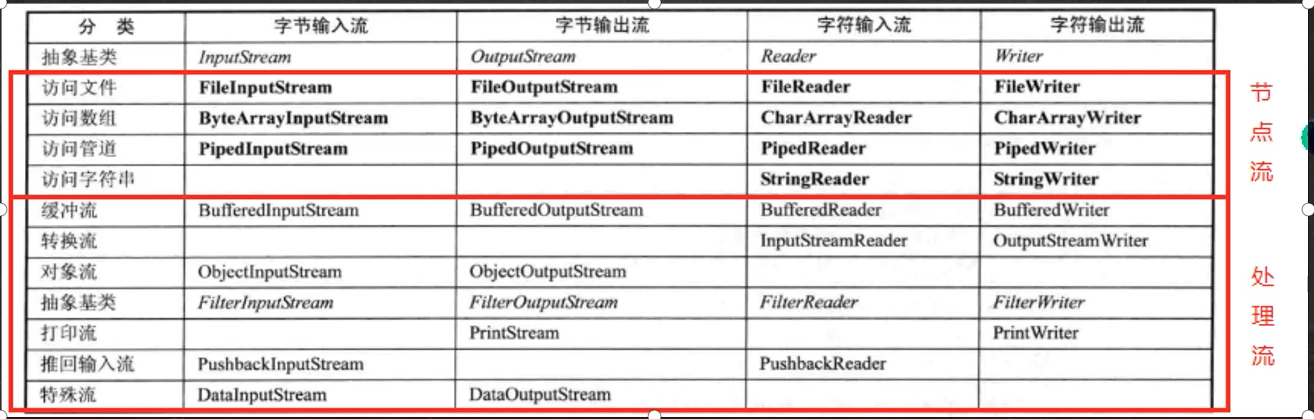 分 类 字节输入流 字节输出流 字符输入流 字符输出流
抽象基类 InputStream OutputStream Reader Writer
访问文件 FileInputStream FileOutputStream FileReader FileWriter
访问数组 ByteArrayInputStream ByteArrayOutputStream CharArrayReader CharArrayWriter
访问管道 PipedInputStream PipedOutputStream PipedReader PipedWriter
访问字符串 StringReader StringWriter
缓冲流 BufferedInputStream BufferedOutputStream BufferedReader BufferedWriter
转换流 InputStreamReader OutputStreamWriter
对象流 ObjectInputStream ObjectOutputStream
抽象基类 FilterInputStream FilterOutputStream FilterReader FilterWriter
打印流 PrintStream PrintWriter
推回输入流 PushbackInputStream PushbackReader
特殊流 DataInputStream DataOutputStream
节点流
处理流